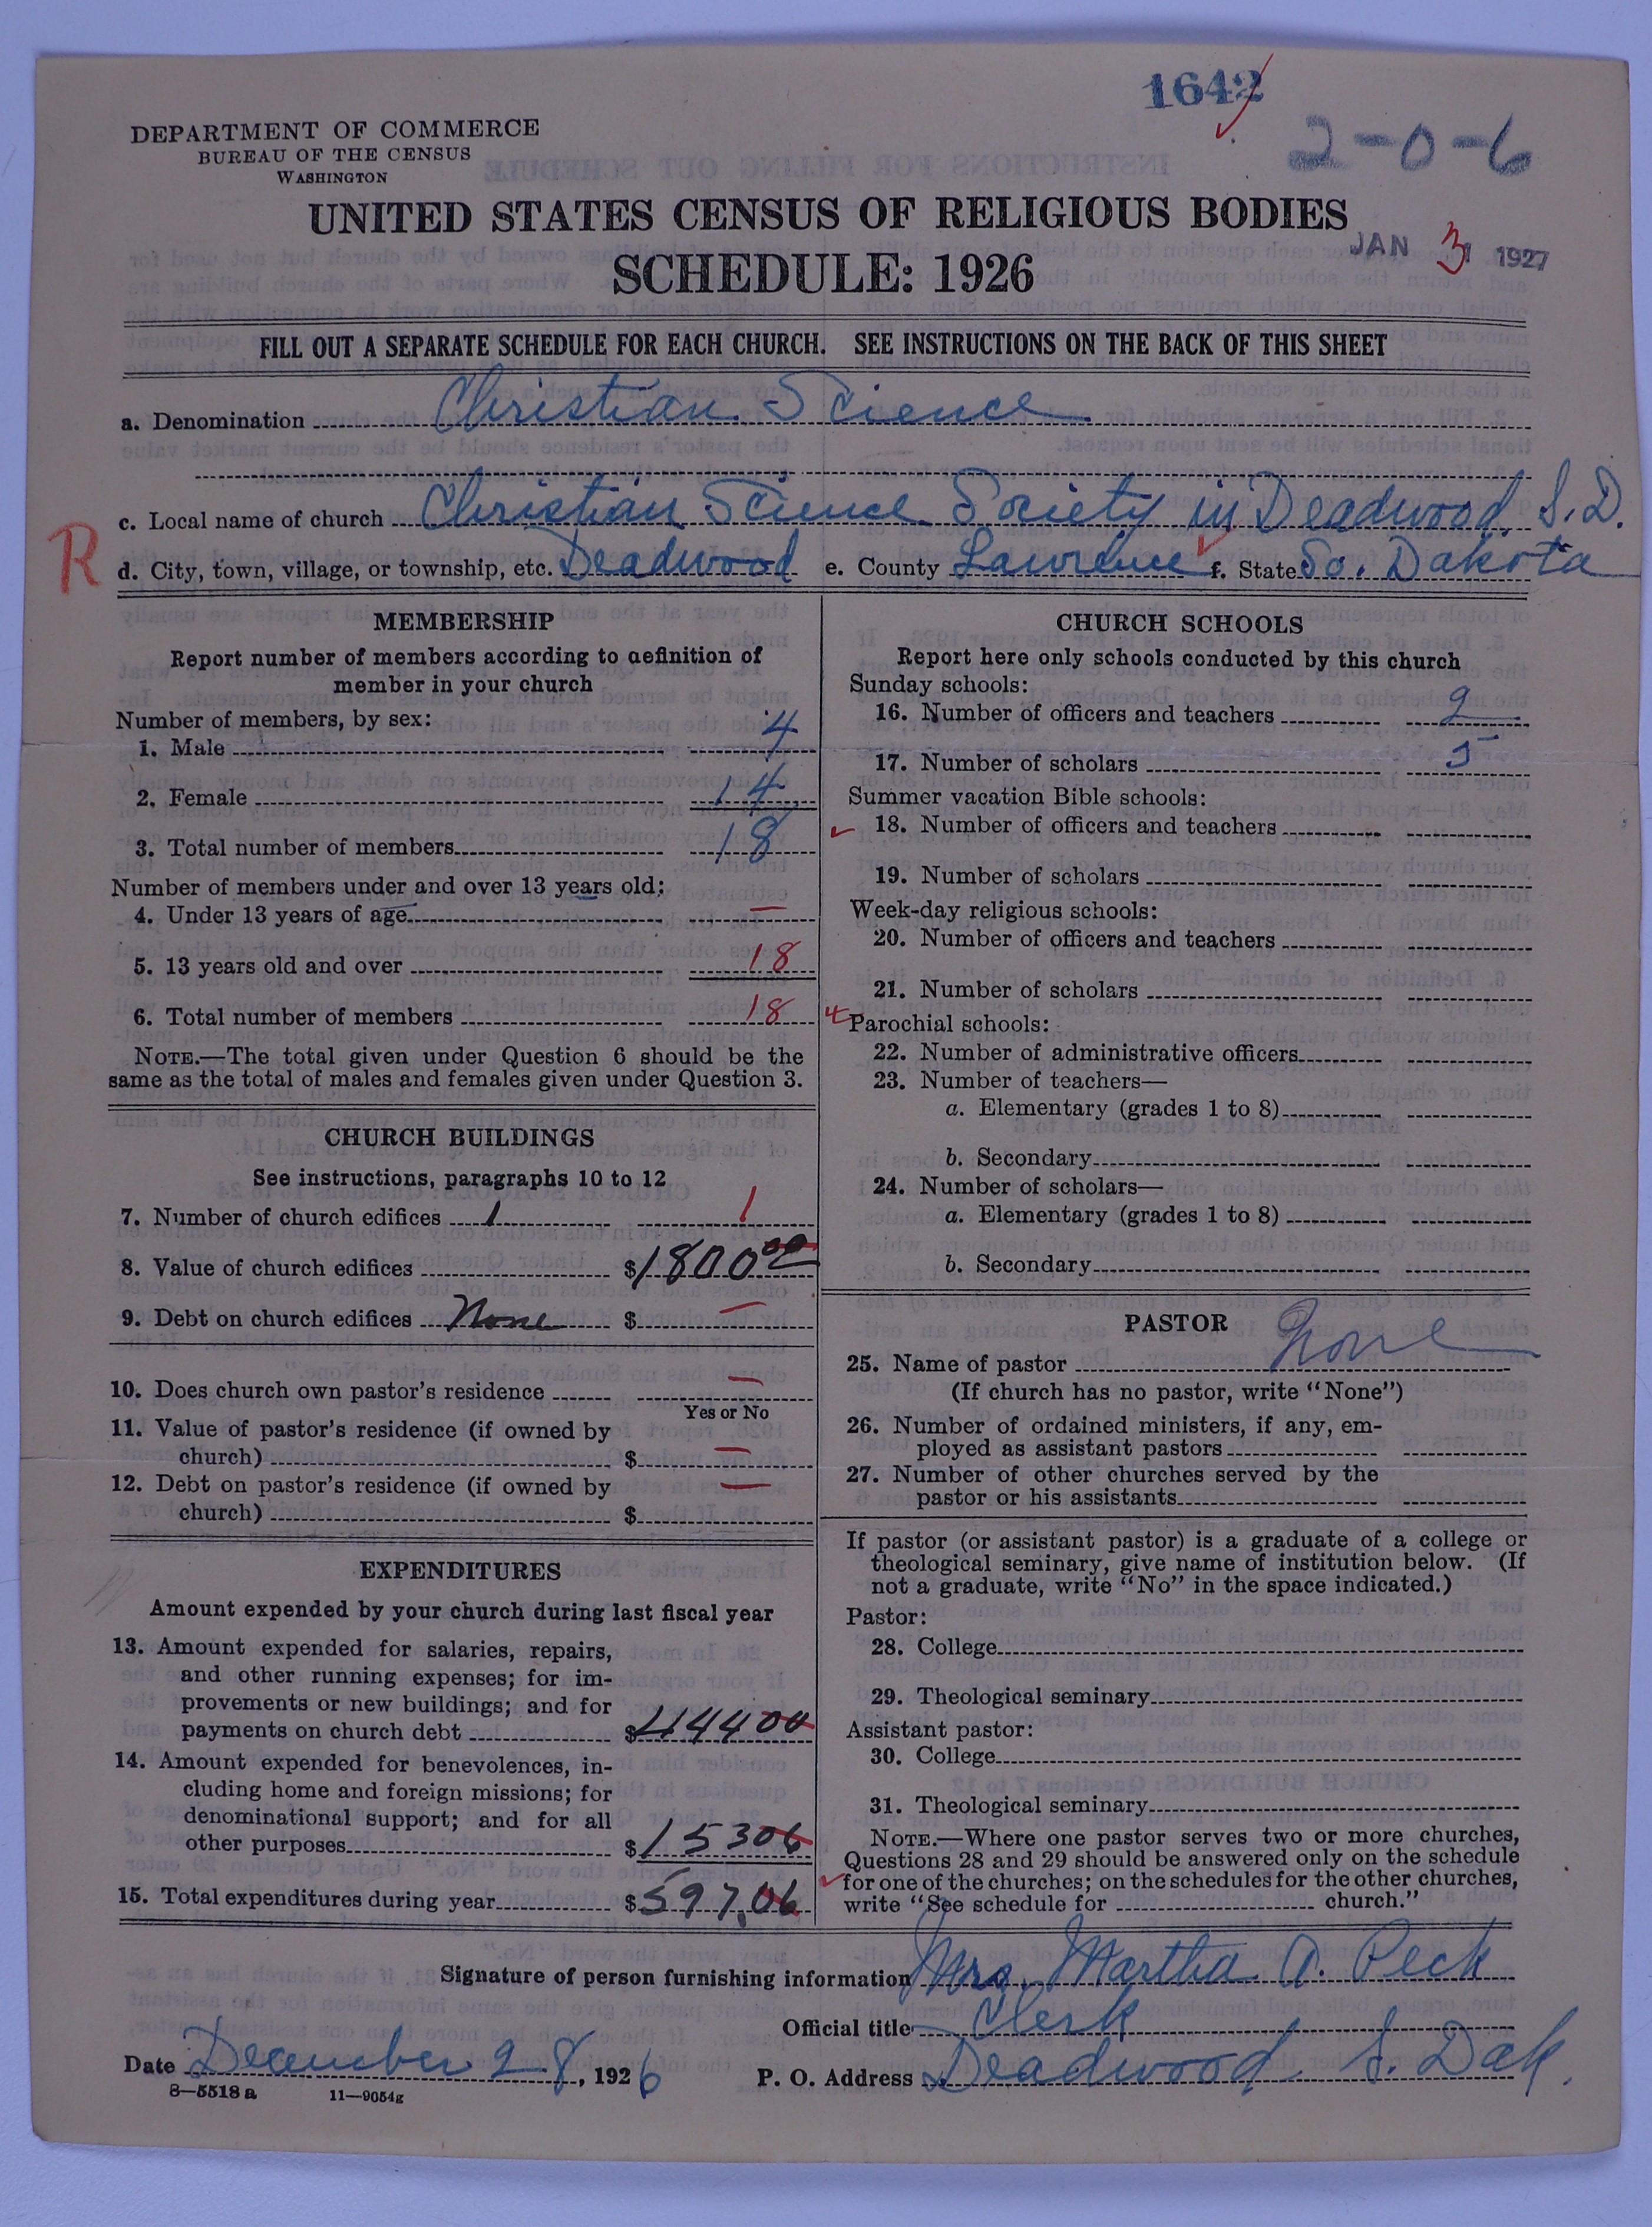 1642
DEPARTMENT OF COMMERCE
BUREAU OF THE CENSUS
WASHINGTON
2-0-6
UNITED STATES CENSUS OF RELIGIOUS BODIES
SCHEDULE: 1926
JAN 3 1927
FILL OUT A SEPARATE SCHEDULE FOR EACH CHURCH. SEE INSTRUCTIONS ON THE BACK OF THIS SHEET
a. Denomination Christian Science
c. Local name of church Christian Science Society in Deadwood, S.D.
R
d. City, town, village, or township, etc. Deadwood e. County Lawrence f. State So. Dakota
MEMBERSHIP
Report number of members according to definition of
member in your church
Number of members, by sex:
1. Male 4
2. Female 14
3. Total number of members 18
Number of members under and over 13 years old:
4. Under 13 years of age —
5. 13 years old and over 18
6. Total number of members 18
NOTE.—The total given under Question 6 should be the
same as the total of males and females given under Question 3.
CHURCH BUILDINGS
See instructions, paragraphs 10 to 12
7. Number of church edifices 1 1
8. Value of church edifices $1800 00
9. Debt on church edifices None $ —
10. Does church own pastor's residence —
Yes or No
11. Value of pastor's residence (if owned by
church) $ —
12. Debt on pastor's residence (if owned by
church) $ —
EXPENDITURES
Amount expended by your church during last fiscal year
13. Amount expended for salaries, repairs,
and other running expenses; for im-
provements or new buildings; and for
payments on church debt $444 00
14. Amount expended for benevolences, in-
cluding home and foreign missions; for
denominational support; and for all
other purposes $153 06
15. Total expenditures during year $597.06
CHURCH SCHOOLS
Report here only schools conducted by this church
Sunday schools:
16. Number of officers and teachers 2
17. Number of scholars 5
Summer vacation Bible schools:
18. Number of officers and teachers
19. Number of scholars
Week-day religious schools:
20. Number of officers and teachers
21. Number of scholars
Parochial schools:
22. Number of administrative officers
23. Number of teachers—
a. Elementary (grades 1 to 8)
b. Secondary
24. Number of scholars—
a. Elementary (grades 1 to 8)
b. Secondary
PASTOR
25. Name of pastor None
(If church has no pastor, write "None")
26. Number of ordained ministers, if any, em-
ployed as assistant pastors
27. Number of other churches served by the
pastor or his assistants
If pastor (or assistant pastor) is a graduate of a college or
theological seminary, give name of institution below. (If
not a graduate, write "No" in the space indicated.)
Pastor:
28. College
29. Theological seminary
Assistant pastor:
30. College
31. Theological seminary
NOTE.—Where one pastor serves two or more churches,
Questions 28 and 29 should be answered only on the schedule
for one of the churches; on the schedules for the other churches,
write "See schedule for church."
Signature of person furnishing information Mrs. Martha A. Peck
Official title Clerk
Date December 28, 1926 P. O. Address Deadwood S. Dak.
8—5518 a 11—9054g